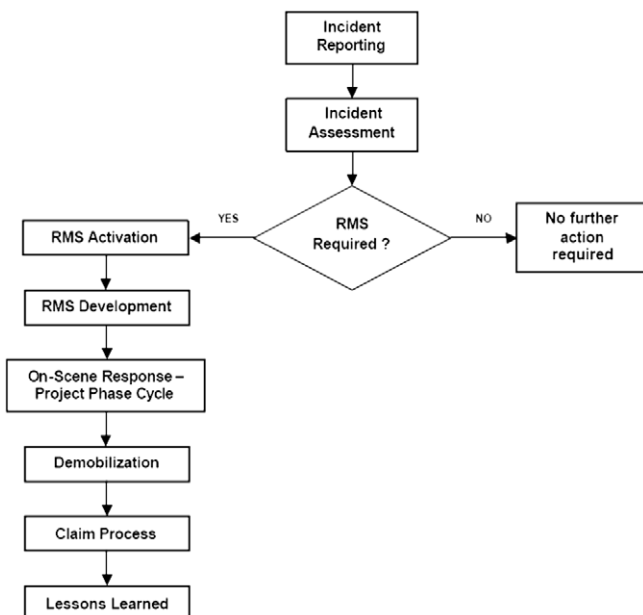 Incident
Reporting
Incident
Assessment
RMS
Required ?
YES
NO
No further
action
required
RMS Activation
RMS Development
On-Scene Response –
Project Phase Cycle
Demobilization
Claim Process
Lessons Learned